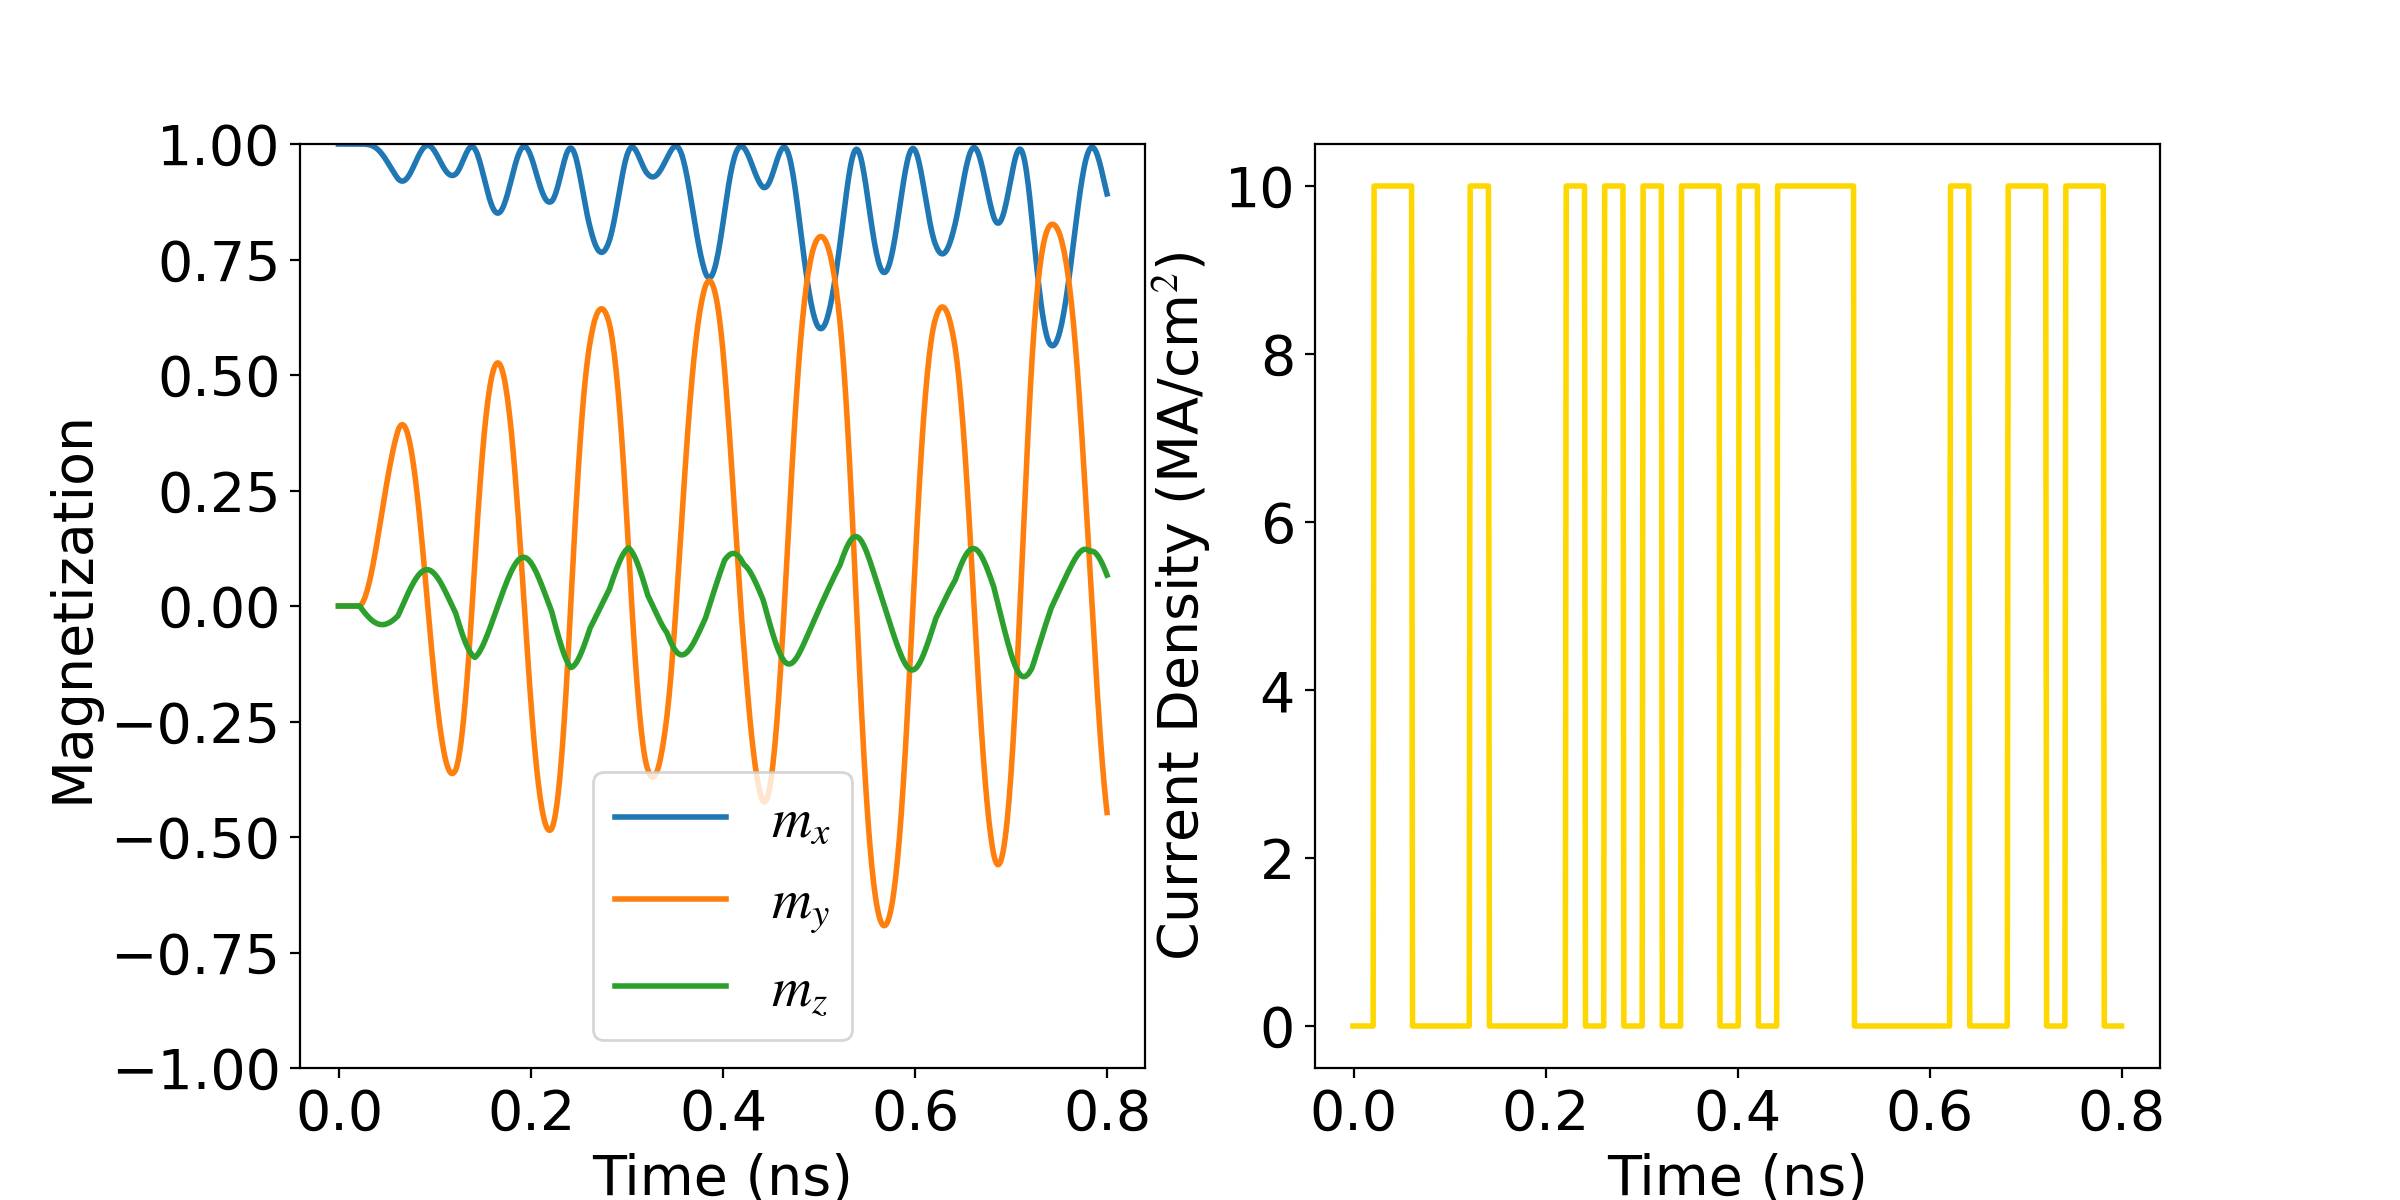 1.00
0.75
0.50
0.25
0.00
−0.25
−0.50
−0.75
−1.00
Magnetization
0.0 0.2 0.4 0.6 0.8
Time (ns)
m_x
m_y
m_z
10
8
6
4
2
0
Current Density (MA/cm²)
0.0 0.2 0.4 0.6 0.8
Time (ns)